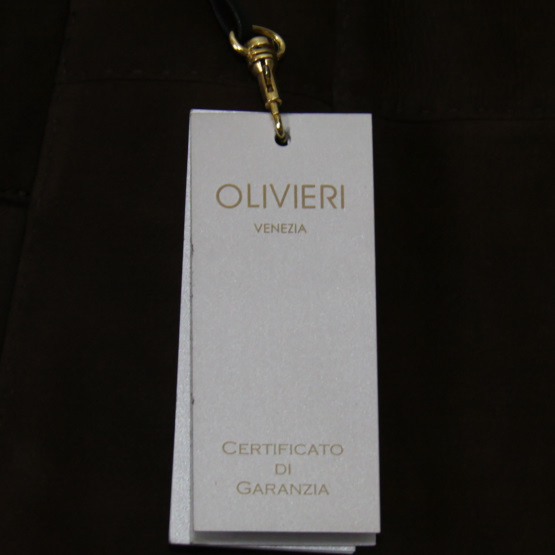 OLIVIERI
VENEZIA
CERTIFICATO
DI
GARANZIA